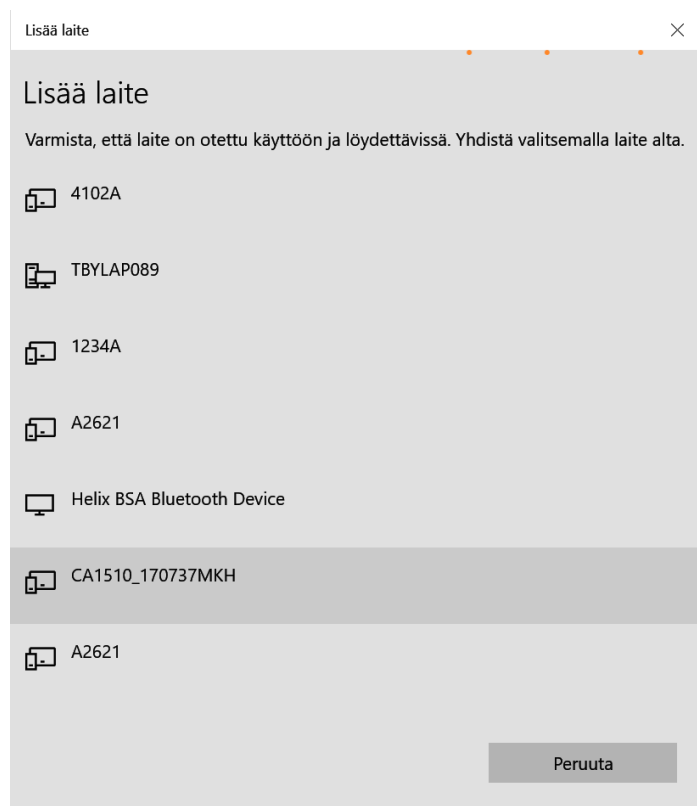 Lisää laite
Lisää laite
Varmista, että laite on otettu käyttöön ja löydettävissä. Yhdistä valitsemalla laite alta.
4102A
TBYLAP089
1234A
A2621
Helix BSA Bluetooth Device
CA1510_170737MKH
A2621
Peruuta